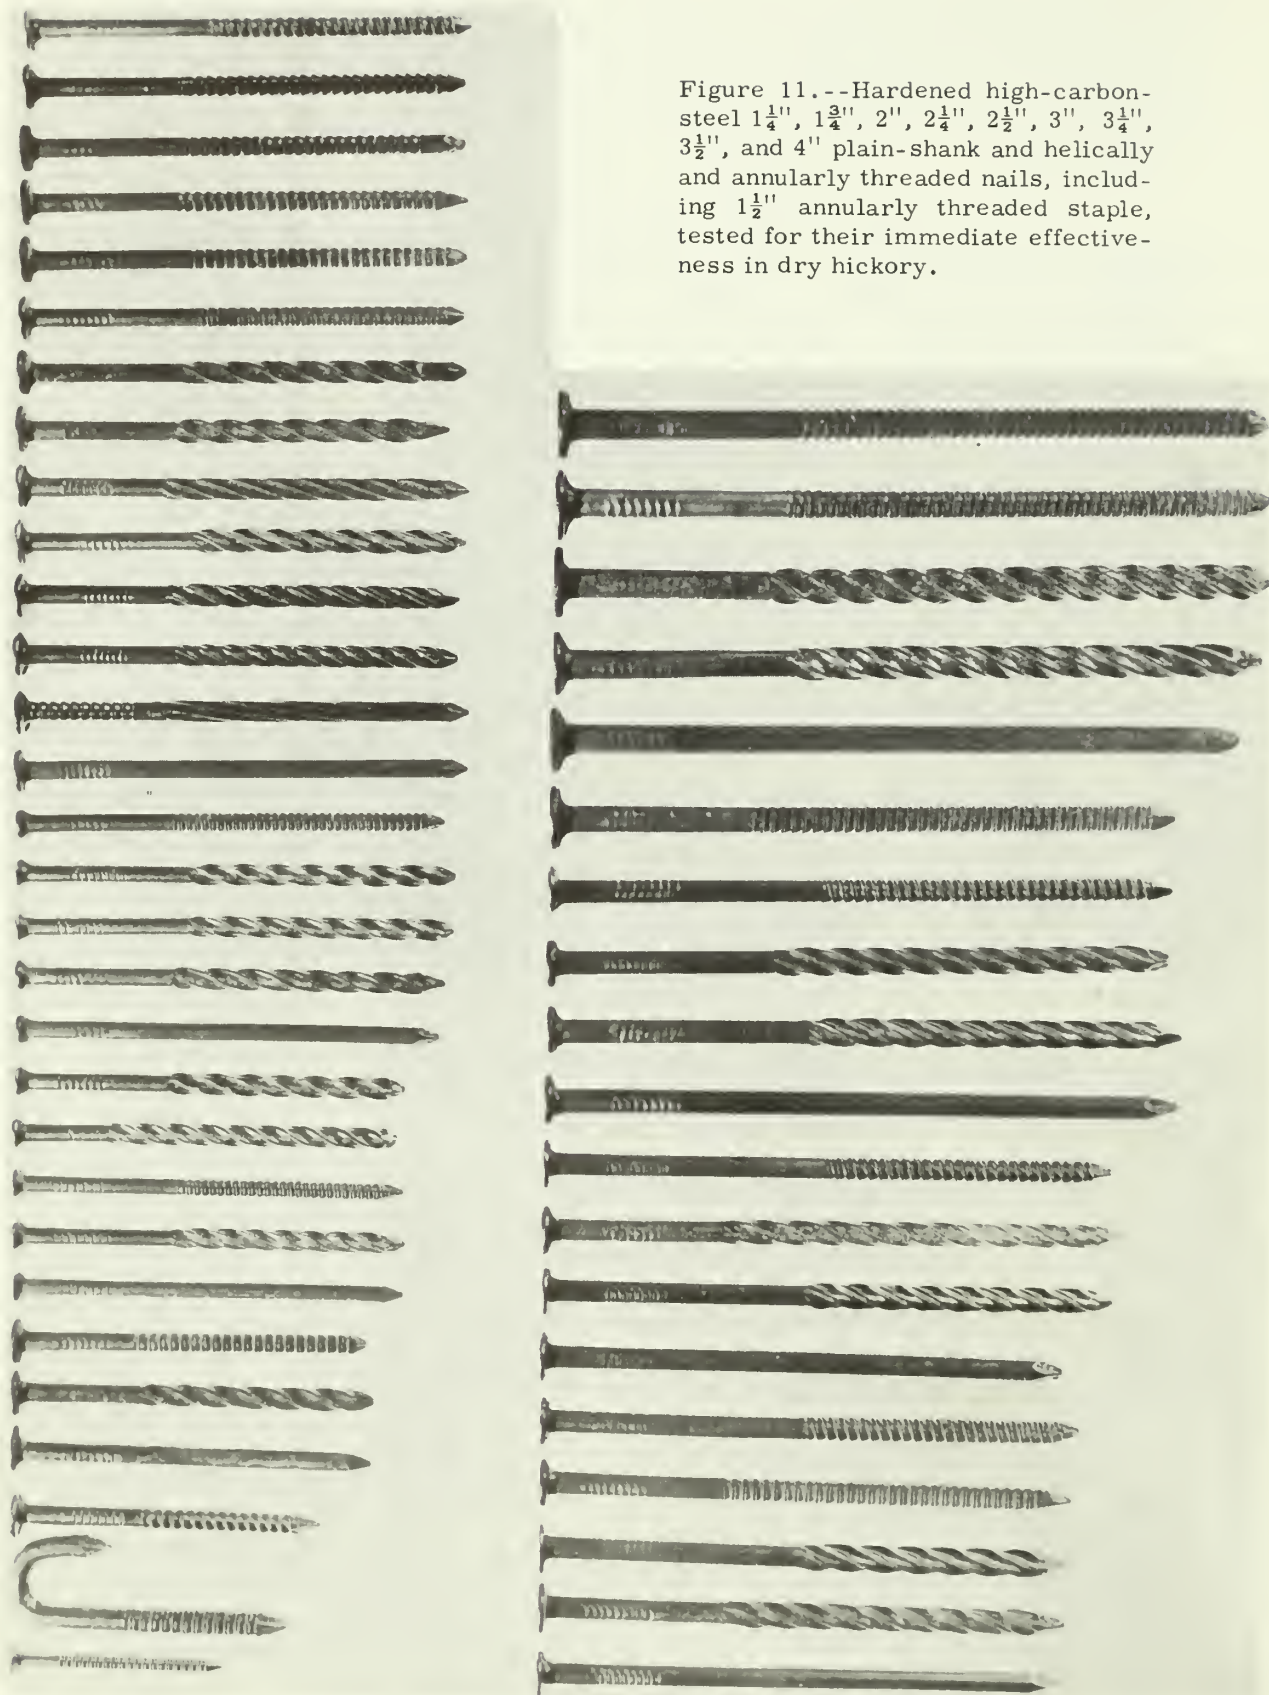 Figure 11.--Hardened high-carbon-
steel 1¼", 1¾", 2", 2¼", 2½", 3", 3¼",
3½", and 4" plain-shank and helically
and annularly threaded nails, includ-
ing 1½" annularly threaded staple,
tested for their immediate effective-
ness in dry hickory.